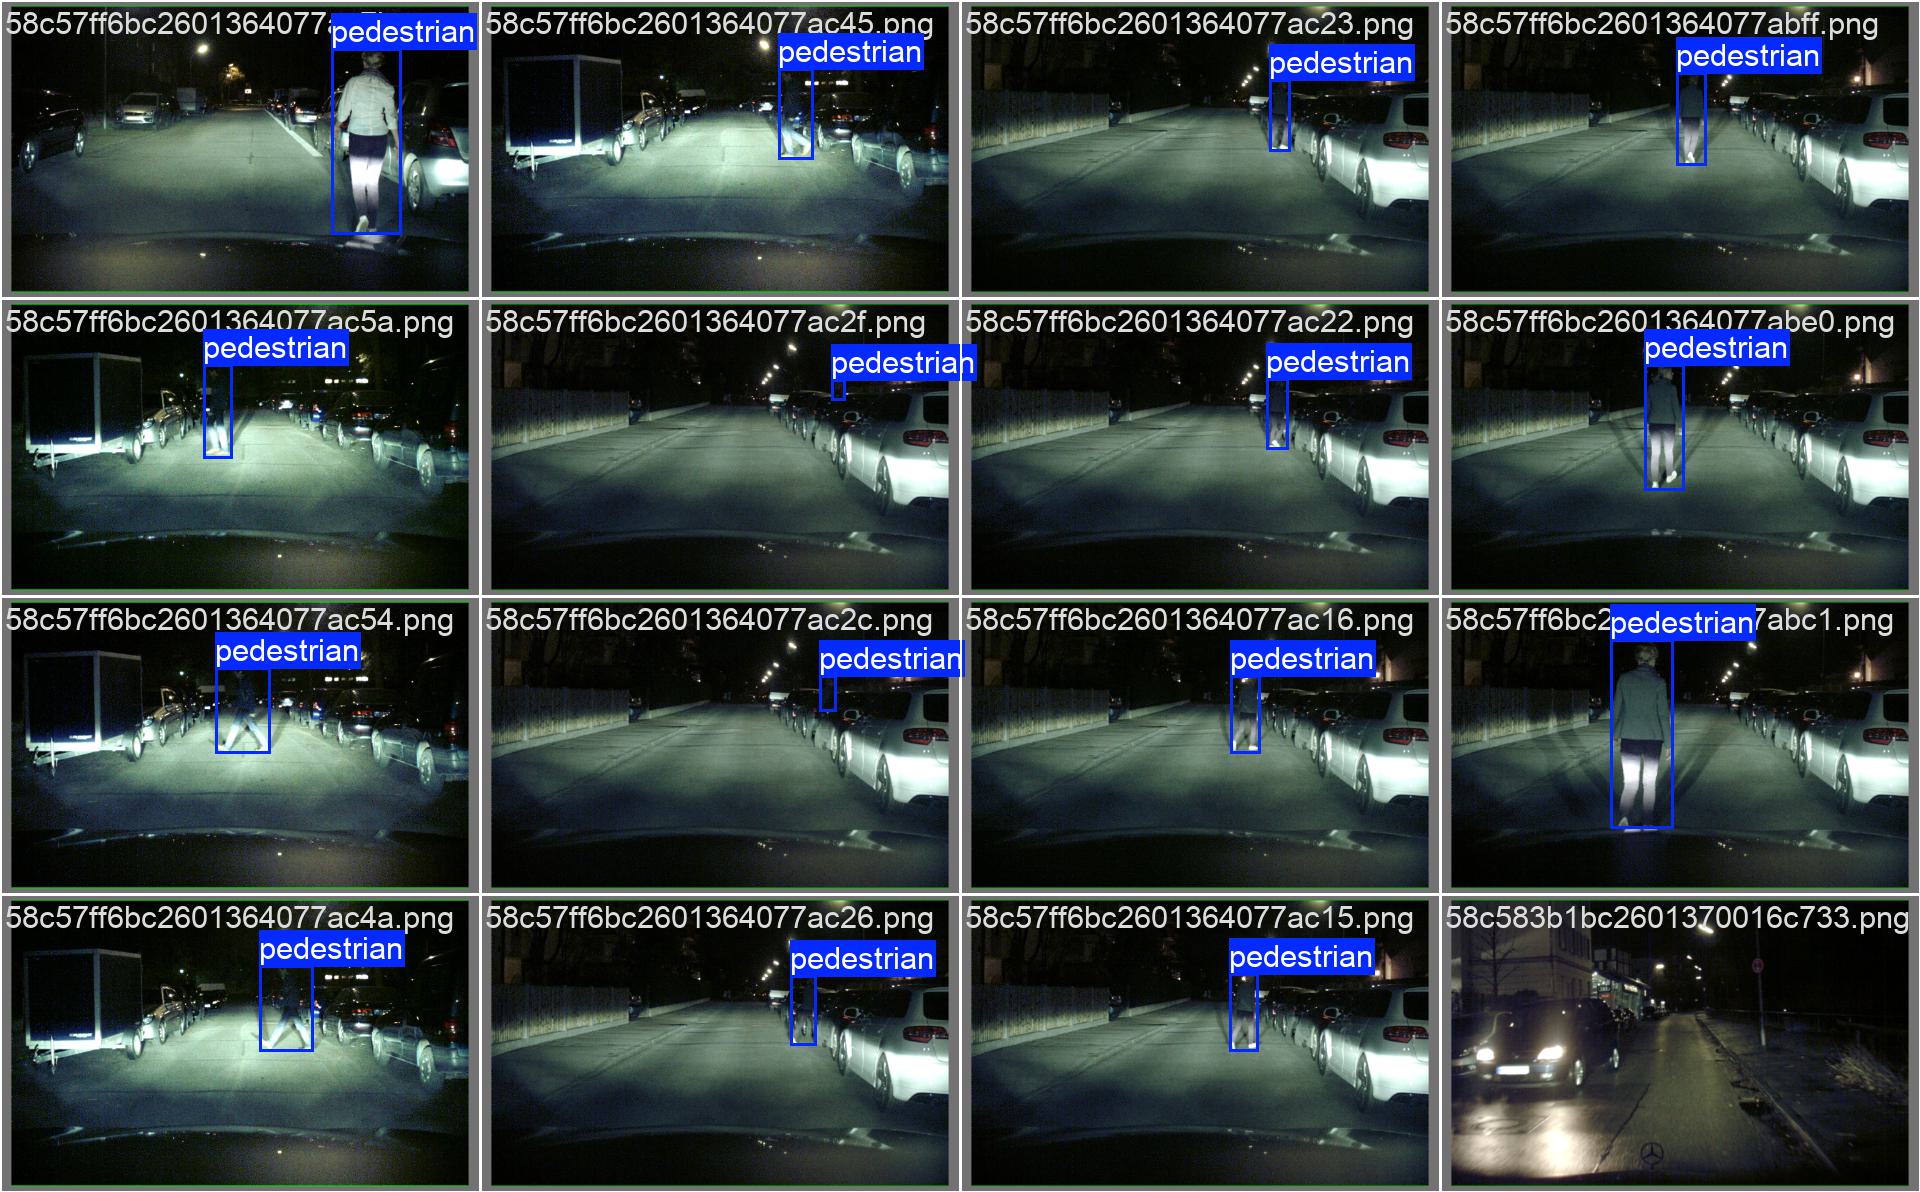 58c57ff6bc2601364077a
pedestrian
58c57ff6bc2601364077ac45.png
pedestrian
58c57ff6bc2601364077ac23.png
pedestrian
58c57ff6bc2601364077abff.png
pedestrian
58c57ff6bc2601364077ac5a.png
pedestrian
58c57ff6bc2601364077ac2f.png
pedestrian
58c57ff6bc2601364077ac22.png
pedestrian
58c57ff6bc2601364077abe0.png
pedestrian
58c57ff6bc2601364077ac54.png
pedestrian
58c57ff6bc2601364077ac2c.png
pedestrian
58c57ff6bc2601364077ac16.png
pedestrian
58c57ff6bc2 7abc1.png
pedestrian
58c57ff6bc2601364077ac4a.png
pedestrian
58c57ff6bc2601364077ac26.png
pedestrian
58c57ff6bc2601364077ac15.png
pedestrian
58c583b1bc2601370016c733.png